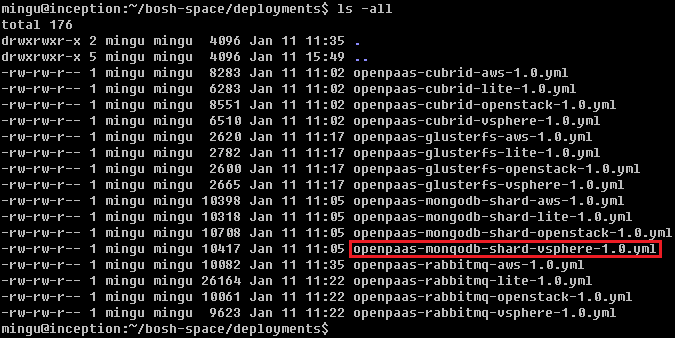 mingu@inception:~/bosh-space/deployments$ ls -all
total 176
drwxrwxr-x 2 mingu mingu  4096 Jan 11 11:35 .
drwxrwxr-x 5 mingu mingu  4096 Jan 11 15:49 ..
-rw-rw-r-- 1 mingu mingu  8283 Jan 11 11:02 openpaas-cubrid-aws-1.0.yml
-rw-rw-r-- 1 mingu mingu  6283 Jan 11 11:02 openpaas-cubrid-lite-1.0.yml
-rw-rw-r-- 1 mingu mingu  8551 Jan 11 11:02 openpaas-cubrid-openstack-1.0.yml
-rw-rw-r-- 1 mingu mingu  6510 Jan 11 11:02 openpaas-cubrid-vsphere-1.0.yml
-rw-rw-r-- 1 mingu mingu  2620 Jan 11 11:17 openpaas-glusterfs-aws-1.0.yml
-rw-rw-r-- 1 mingu mingu  2782 Jan 11 11:17 openpaas-glusterfs-lite-1.0.yml
-rw-rw-r-- 1 mingu mingu  2600 Jan 11 11:17 openpaas-glusterfs-openstack-1.0.yml
-rw-rw-r-- 1 mingu mingu  2665 Jan 11 11:17 openpaas-glusterfs-vsphere-1.0.yml
-rw-rw-r-- 1 mingu mingu 10398 Jan 11 11:05 openpaas-mongodb-shard-aws-1.0.yml
-rw-rw-r-- 1 mingu mingu 10318 Jan 11 11:05 openpaas-mongodb-shard-lite-1.0.yml
-rw-rw-r-- 1 mingu mingu 10708 Jan 11 11:05 openpaas-mongodb-shard-openstack-1.0.yml
-rw-rw-r-- 1 mingu mingu 10417 Jan 11 11:05 openpaas-mongodb-shard-vsphere-1.0.yml
-rw-rw-r-- 1 mingu mingu 10082 Jan 11 11:35 openpaas-rabbitmq-aws-1.0.yml
-rw-rw-r-- 1 mingu mingu 26164 Jan 11 11:22 openpaas-rabbitmq-lite-1.0.yml
-rw-rw-r-- 1 mingu mingu 10061 Jan 11 11:22 openpaas-rabbitmq-openstack-1.0.yml
-rw-rw-r-- 1 mingu mingu  9623 Jan 11 11:22 openpaas-rabbitmq-vsphere-1.0.yml
mingu@inception:~/bosh-space/deployments$